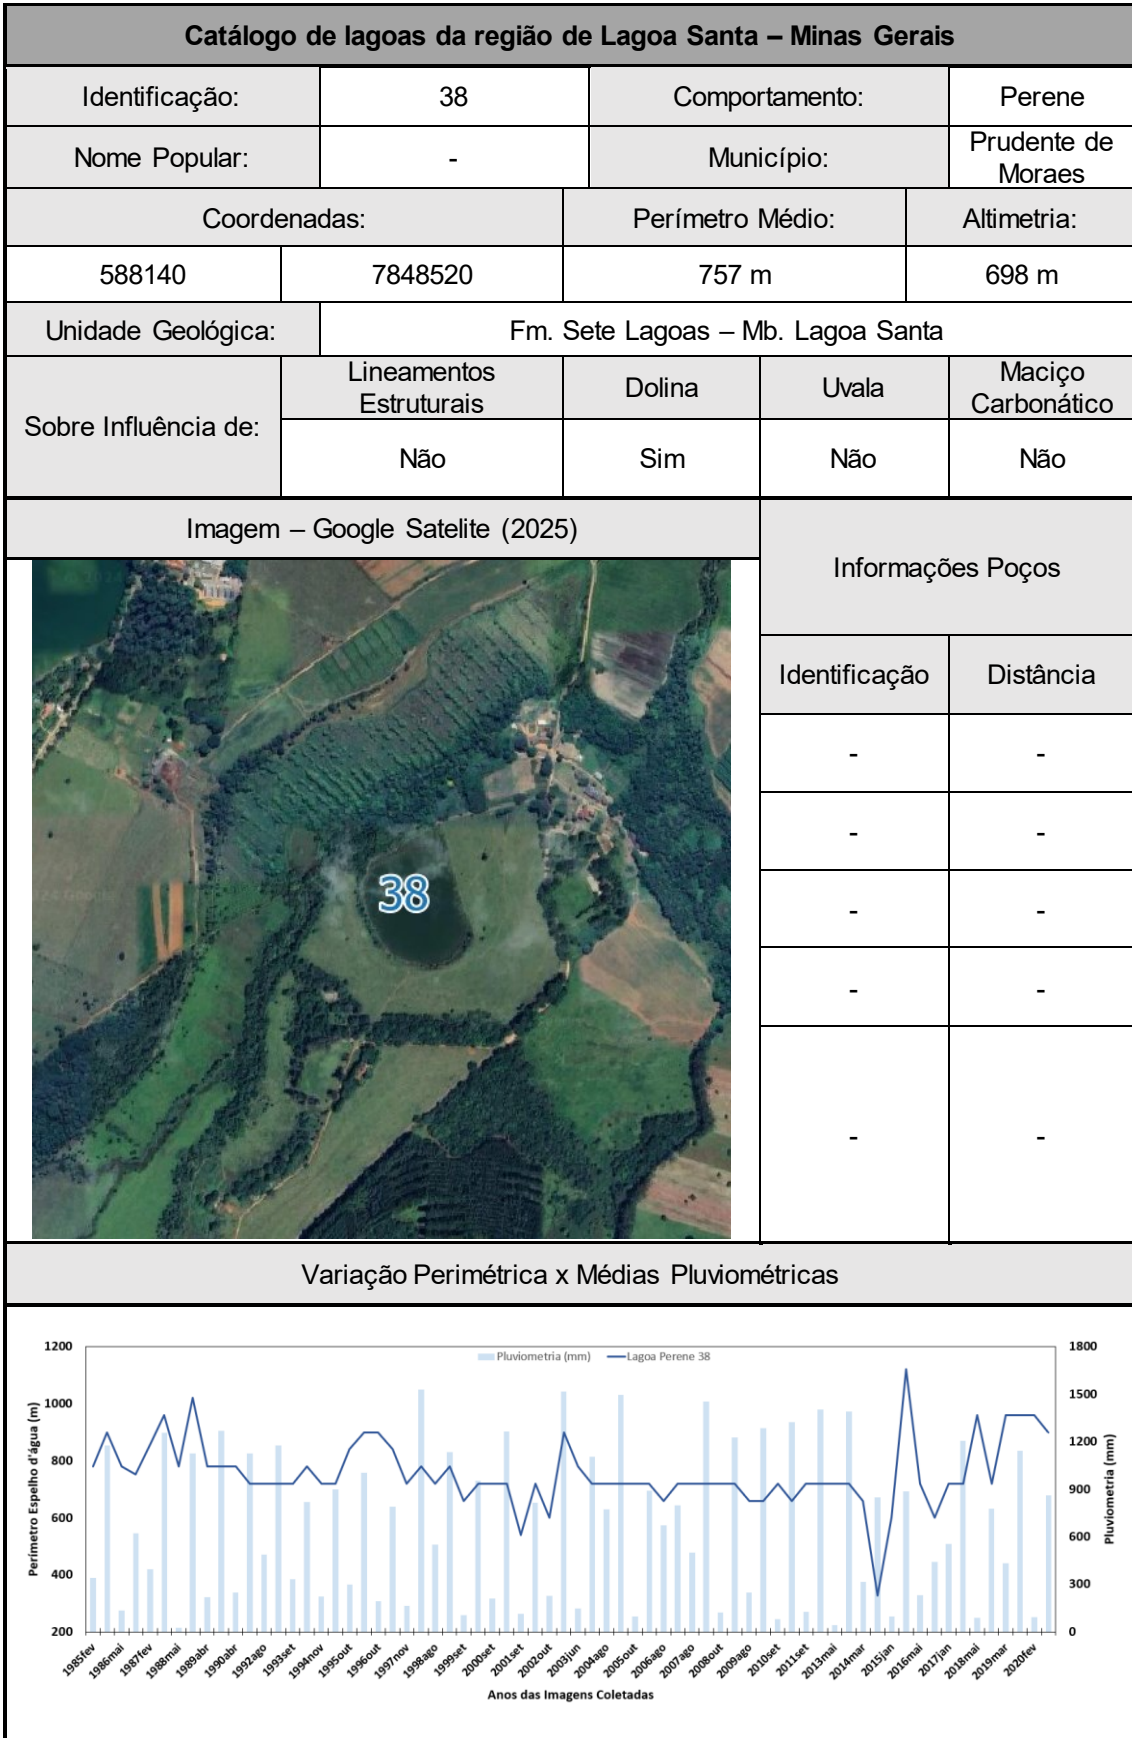 Catálogo de lagoas da região de Lagoa Santa – Minas Gerais
Identificação: 38 Comportamento: Perene
Nome Popular: - Município: Prudente de Moraes
Coordenadas: Perímetro Médio: Altimetria:
588140 7848520 757 m 698 m
Unidade Geológica: Fm. Sete Lagoas – Mb. Lagoa Santa
Sobre Influência de: Lineamentos Estruturais Dolina Uvala Maciço Carbonático
Não Sim Não Não
Imagem – Google Satelite (2025)
Informações Poços
Identificação Distância
- -
- -
- -
- -
- -
38
Variação Perimétrica x Médias Pluviométricas
Pluviometria (mm) Lagoa Perene 38
Perímetro Espelho d'água (m)
1200
1000
800
600
400
200
1800
1500
1200
900
600
300
0
Pluviometria (mm)
1985fev 1986mai 1987fev 1988mai 1989abr 1990abr 1992ago 1993set 1994nov 1995out 1996out 1997nov 1998ago 1999set 2000set 2001set 2002out 2003jun 2004ago 2005out 2006ago 2007ago 2008out 2009ago 2010set 2011set 2013mai 2014mar 2015jan 2016mai 2017jan 2018mai 2019mar 2020fev
Anos das Imagens Coletadas